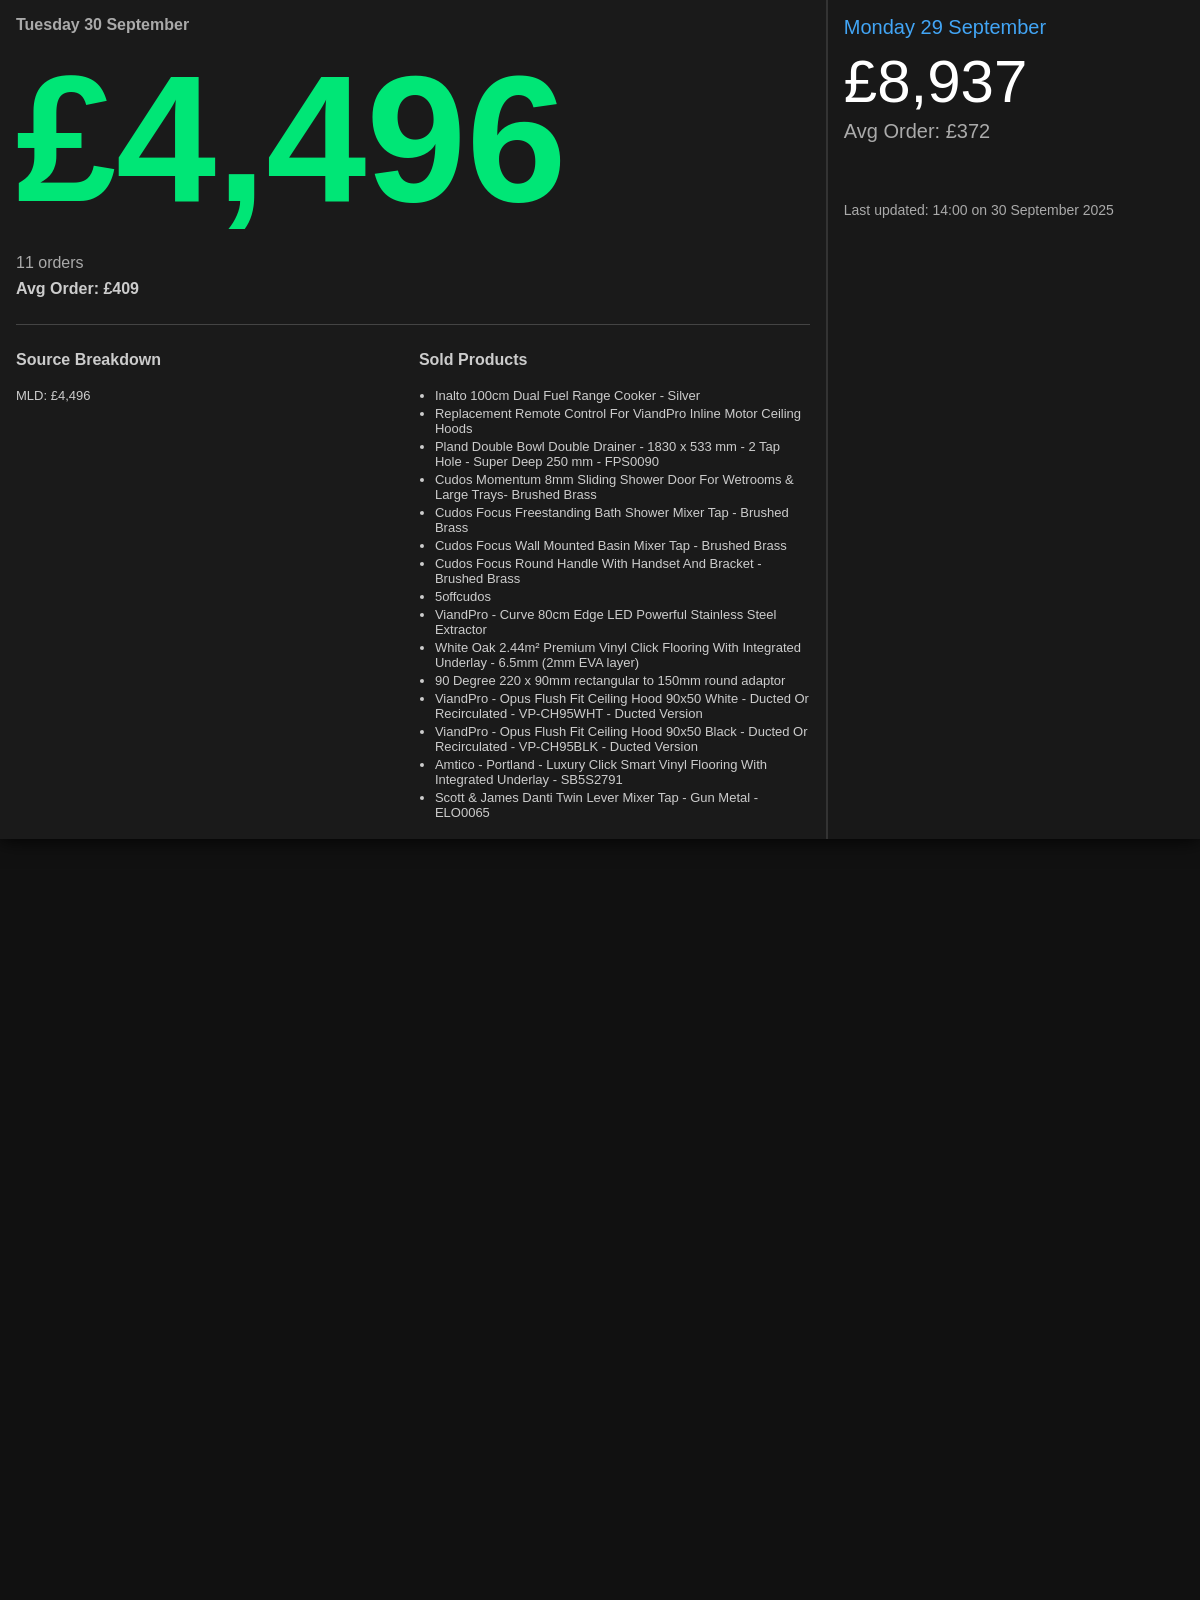 Tuesday 30 September
£4,496
11 orders
Avg Order: £409
Source Breakdown
MLD: £4,496
Sold Products
Inalto 100cm Dual Fuel Range Cooker - Silver
Replacement Remote Control For ViandPro Inline Motor Ceiling
Hoods
Pland Double Bowl Double Drainer - 1830 x 533 mm - 2 Tap
Hole - Super Deep 250 mm - FPS0090
Cudos Momentum 8mm Sliding Shower Door For Wetrooms &
Large Trays- Brushed Brass
Cudos Focus Freestanding Bath Shower Mixer Tap - Brushed
Brass
Cudos Focus Wall Mounted Basin Mixer Tap - Brushed Brass
Cudos Focus Round Handle With Handset And Bracket -
Brushed Brass
5offcudos
ViandPro - Curve 80cm Edge LED Powerful Stainless Steel
Extractor
White Oak 2.44m² Premium Vinyl Click Flooring With Integrated
Underlay - 6.5mm (2mm EVA layer)
90 Degree 220 x 90mm rectangular to 150mm round adaptor
ViandPro - Opus Flush Fit Ceiling Hood 90x50 White - Ducted Or
Recirculated - VP-CH95WHT - Ducted Version
ViandPro - Opus Flush Fit Ceiling Hood 90x50 Black - Ducted Or
Recirculated - VP-CH95BLK - Ducted Version
Amtico - Portland - Luxury Click Smart Vinyl Flooring With
Integrated Underlay - SB5S2791
Scott & James Danti Twin Lever Mixer Tap - Gun Metal -
ELO0065
Monday 29 September
£8,937
Avg Order: £372
Last updated: 14:00 on 30 September 2025